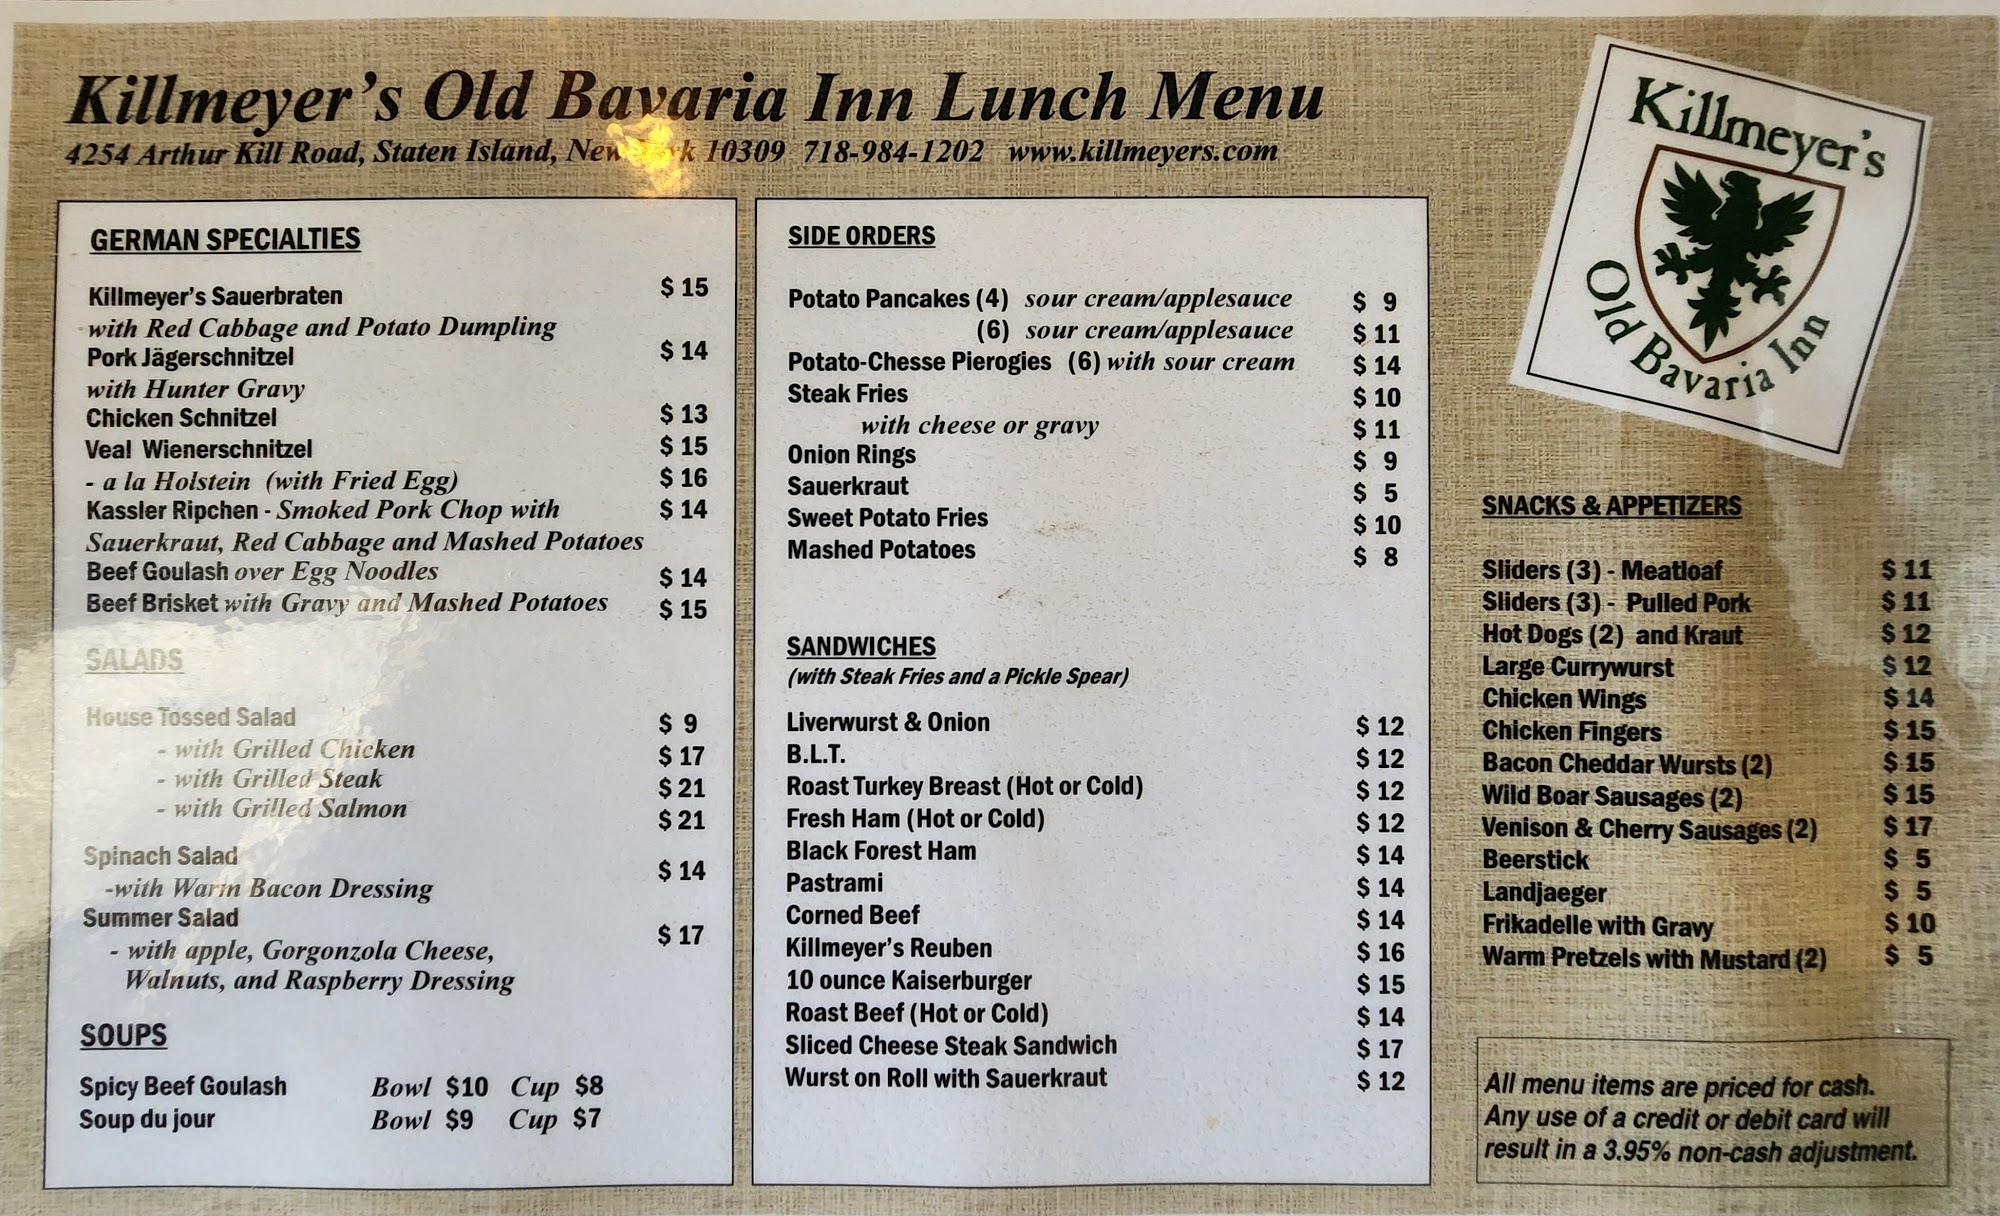 Killmeyer's Old Bavaria Inn Lunch Menu
4254 Arthur Kill Road, Staten Island, New 10309 718-984-1202 www.killmeyers.com
GERMAN SPECIALTIES
Killmeyer's Sauerbraten $ 15
with Red Cabbage and Potato Dumpling
Pork Jägerschnitzel $ 14
with Hunter Gravy
Chicken Schnitzel $ 13
Veal Wienerschnitzel $ 15
- a la Holstein (with Fried Egg) $ 16
Kassler Ripchen - Smoked Pork Chop with $ 14
Sauerkraut, Red Cabbage and Mashed Potatoes
Beef Goulash over Egg Noodles $ 14
Beef Brisket with Gravy and Mashed Potatoes $ 15
SALADS
House Tossed Salad $ 9
- with Grilled Chicken $ 17
- with Grilled Steak $ 21
- with Grilled Salmon $ 21
Spinach Salad $ 14
-with Warm Bacon Dressing
Summer Salad $ 17
- with apple, Gorgonzola Cheese,
Walnuts, and Raspberry Dressing
SOUPS
Spicy Beef Goulash Bowl $10 Cup $8
Soup du jour Bowl $9 Cup $7
SIDE ORDERS
Potato Pancakes (4) sour cream/applesauce $ 9
(6) sour cream/applesauce $ 11
Potato-Chesse Pierogies (6) with sour cream $ 14
Steak Fries $ 10
with cheese or gravy $ 11
Onion Rings $ 9
Sauerkraut $ 5
Sweet Potato Fries $ 10
Mashed Potatoes $ 8
SANDWICHES
(with Steak Fries and a Pickle Spear)
Liverwurst & Onion $ 12
B.L.T. $ 12
Roast Turkey Breast (Hot or Cold) $ 12
Fresh Ham (Hot or Cold) $ 12
Black Forest Ham $ 14
Pastrami $ 14
Corned Beef $ 14
Killmeyer's Reuben $ 16
10 ounce Kaiserburger $ 15
Roast Beef (Hot or Cold) $ 14
Sliced Cheese Steak Sandwich $ 17
Wurst on Roll with Sauerkraut $ 12
Killmeyer's
Old Bavaria Inn
SNACKS & APPETIZERS
Sliders (3) - Meatloaf $ 11
Sliders (3) - Pulled Pork $ 11
Hot Dogs (2) and Kraut $ 12
Large Currywurst $ 12
Chicken Wings $ 14
Chicken Fingers $ 15
Bacon Cheddar Wursts (2) $ 15
Wild Boar Sausages (2) $ 15
Venison & Cherry Sausages (2) $ 17
Beerstick $ 5
Landjaeger $ 5
Frikadelle with Gravy $ 10
Warm Pretzels with Mustard (2) $ 5
All menu items are priced for cash.
Any use of a credit or debit card will
result in a 3.95% non-cash adjustment.